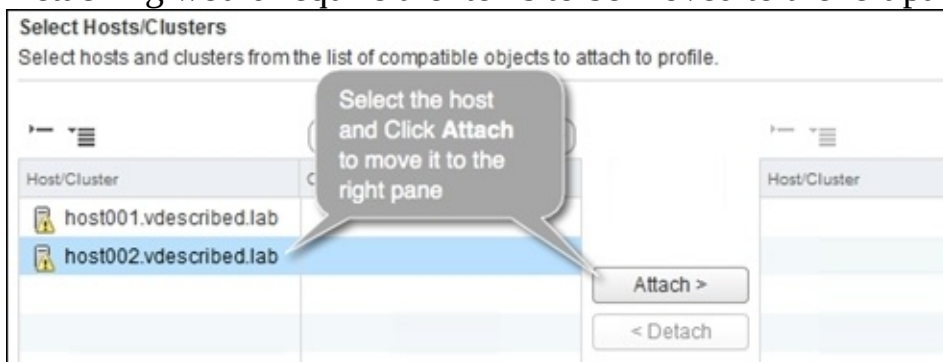 Select Hosts/Clusters
Select hosts and clusters from the list of compatible objects to attach to profile.
Select the host
and Click Attach
to move it to the
right pane
Host/Cluster
C
Host/Cluster
host001.vdescribed.lab
host002.vdescribed.lab
Attach >
< Detach